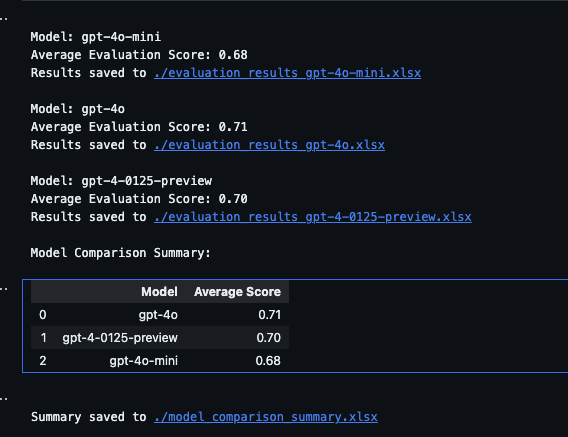 Model: gpt-4o-mini
Average Evaluation Score: 0.68
Results saved to ./evaluation_results_gpt-4o-mini.xlsx
Model: gpt-4o
Average Evaluation Score: 0.71
Results saved to ./evaluation_results_gpt-4o.xlsx
Model: gpt-4-0125-preview
Average Evaluation Score: 0.70
Results saved to ./evaluation_results_gpt-4-0125-preview.xlsx
Model Comparison Summary:
Model Average Score
0 gpt-4o 0.71
1 gpt-4-0125-preview 0.70
2 gpt-4o-mini 0.68
Summary saved to ./model_comparison_summary.xlsx